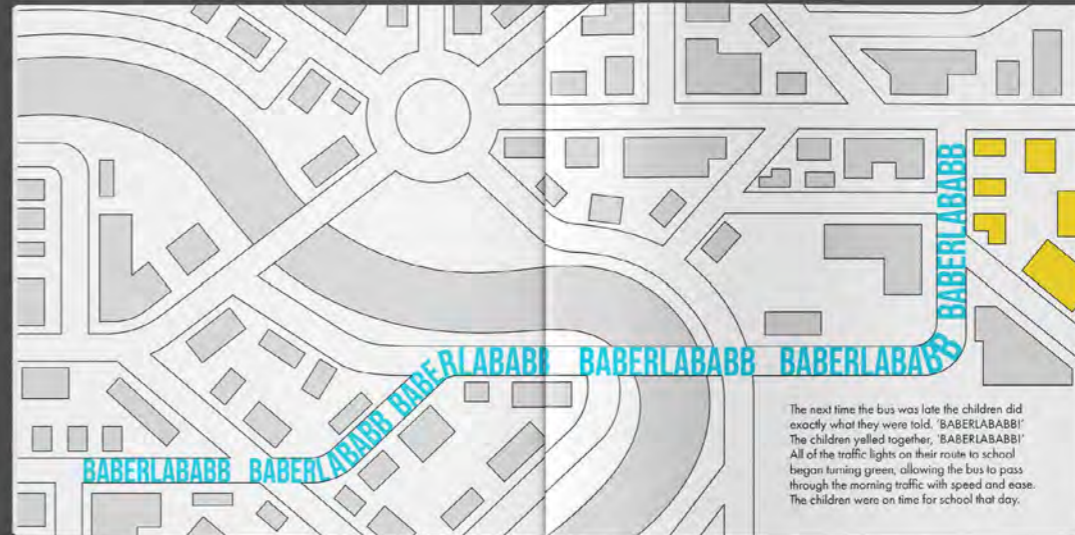 BABERLABABB BABERLABABB BABERLABABB BABERLABABB BABERLABABB BABERLABABB
The next time the bus was late the children did
exactly what they were told. 'BABERLABABB!'
The children yelled together, 'BABERLABABB!'
All of the traffic lights on their route to school
began turning green, allowing the bus to pass
through the morning traffic with speed and ease.
The children were on time for school that day.